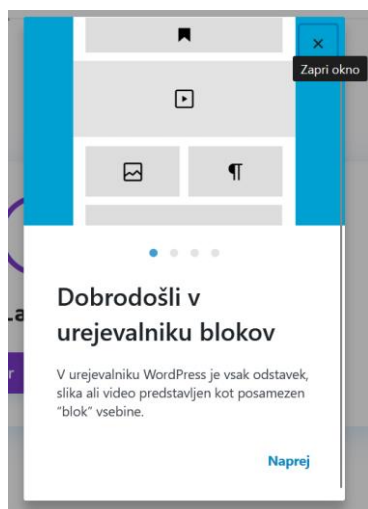 Zapri okno
Dobrodošli v
urejevalniku blokov
V urejevalniku WordPress je vsak odstavek,
slika ali video predstavljen kot posamezen
"blok" vsebine.
Naprej